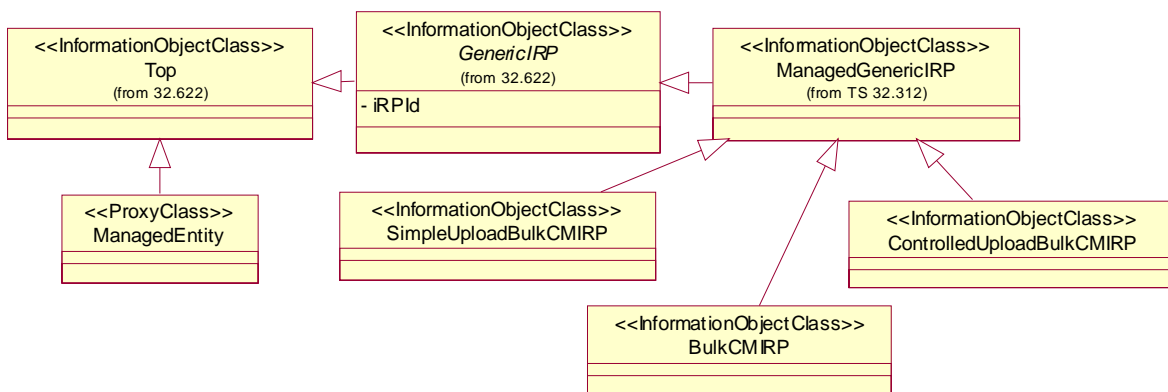 <<InformationObjectClass>>
Top
(from 32.622)
<<InformationObjectClass>>
GenericIRP
(from 32.622)
- iRPId
<<InformationObjectClass>>
ManagedGenericIRP
(from TS 32.312)
<<ProxyClass>>
ManagedEntity
<<InformationObjectClass>>
SimpleUploadBulkCMIRP
<<InformationObjectClass>>
ControlledUploadBulkCMIRP
<<InformationObjectClass>>
BulkCMIRP